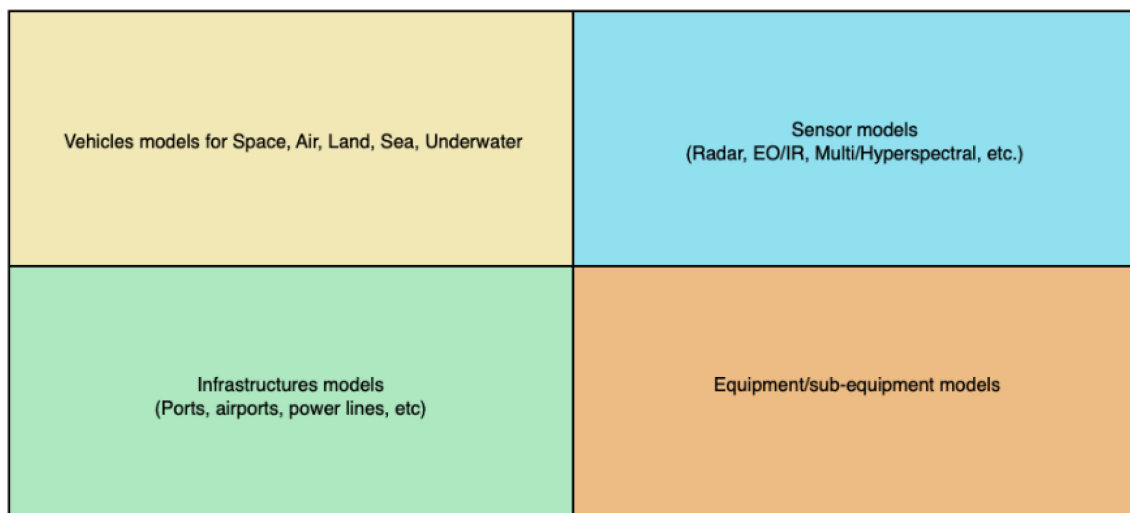 Vehicles models for Space, Air, Land, Sea, Underwater
Sensor models
(Radar, EO/IR, Multi/Hyperspectral, etc.)
Infrastructures models
(Ports, airports, power lines, etc)
Equipment/sub-equipment models